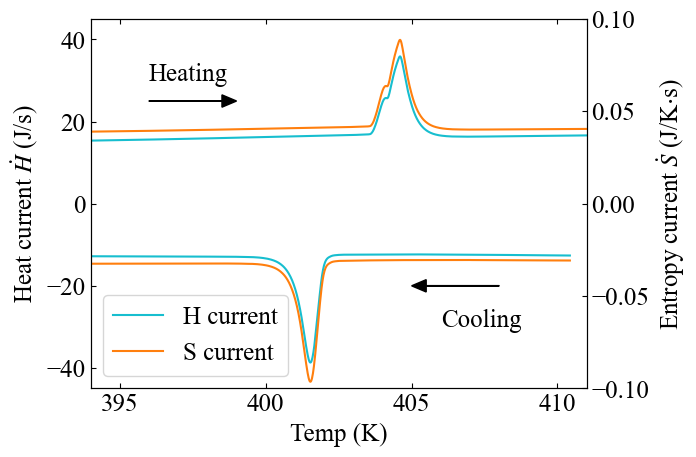 Heating
Cooling
H current
S current
40
20
0
−20
−40
Heat current Ḣ (J/s)
0.10
0.05
0.00
−0.05
−0.10
Entropy current Ṡ (J/K·s)
395
400
405
410
Temp (K)